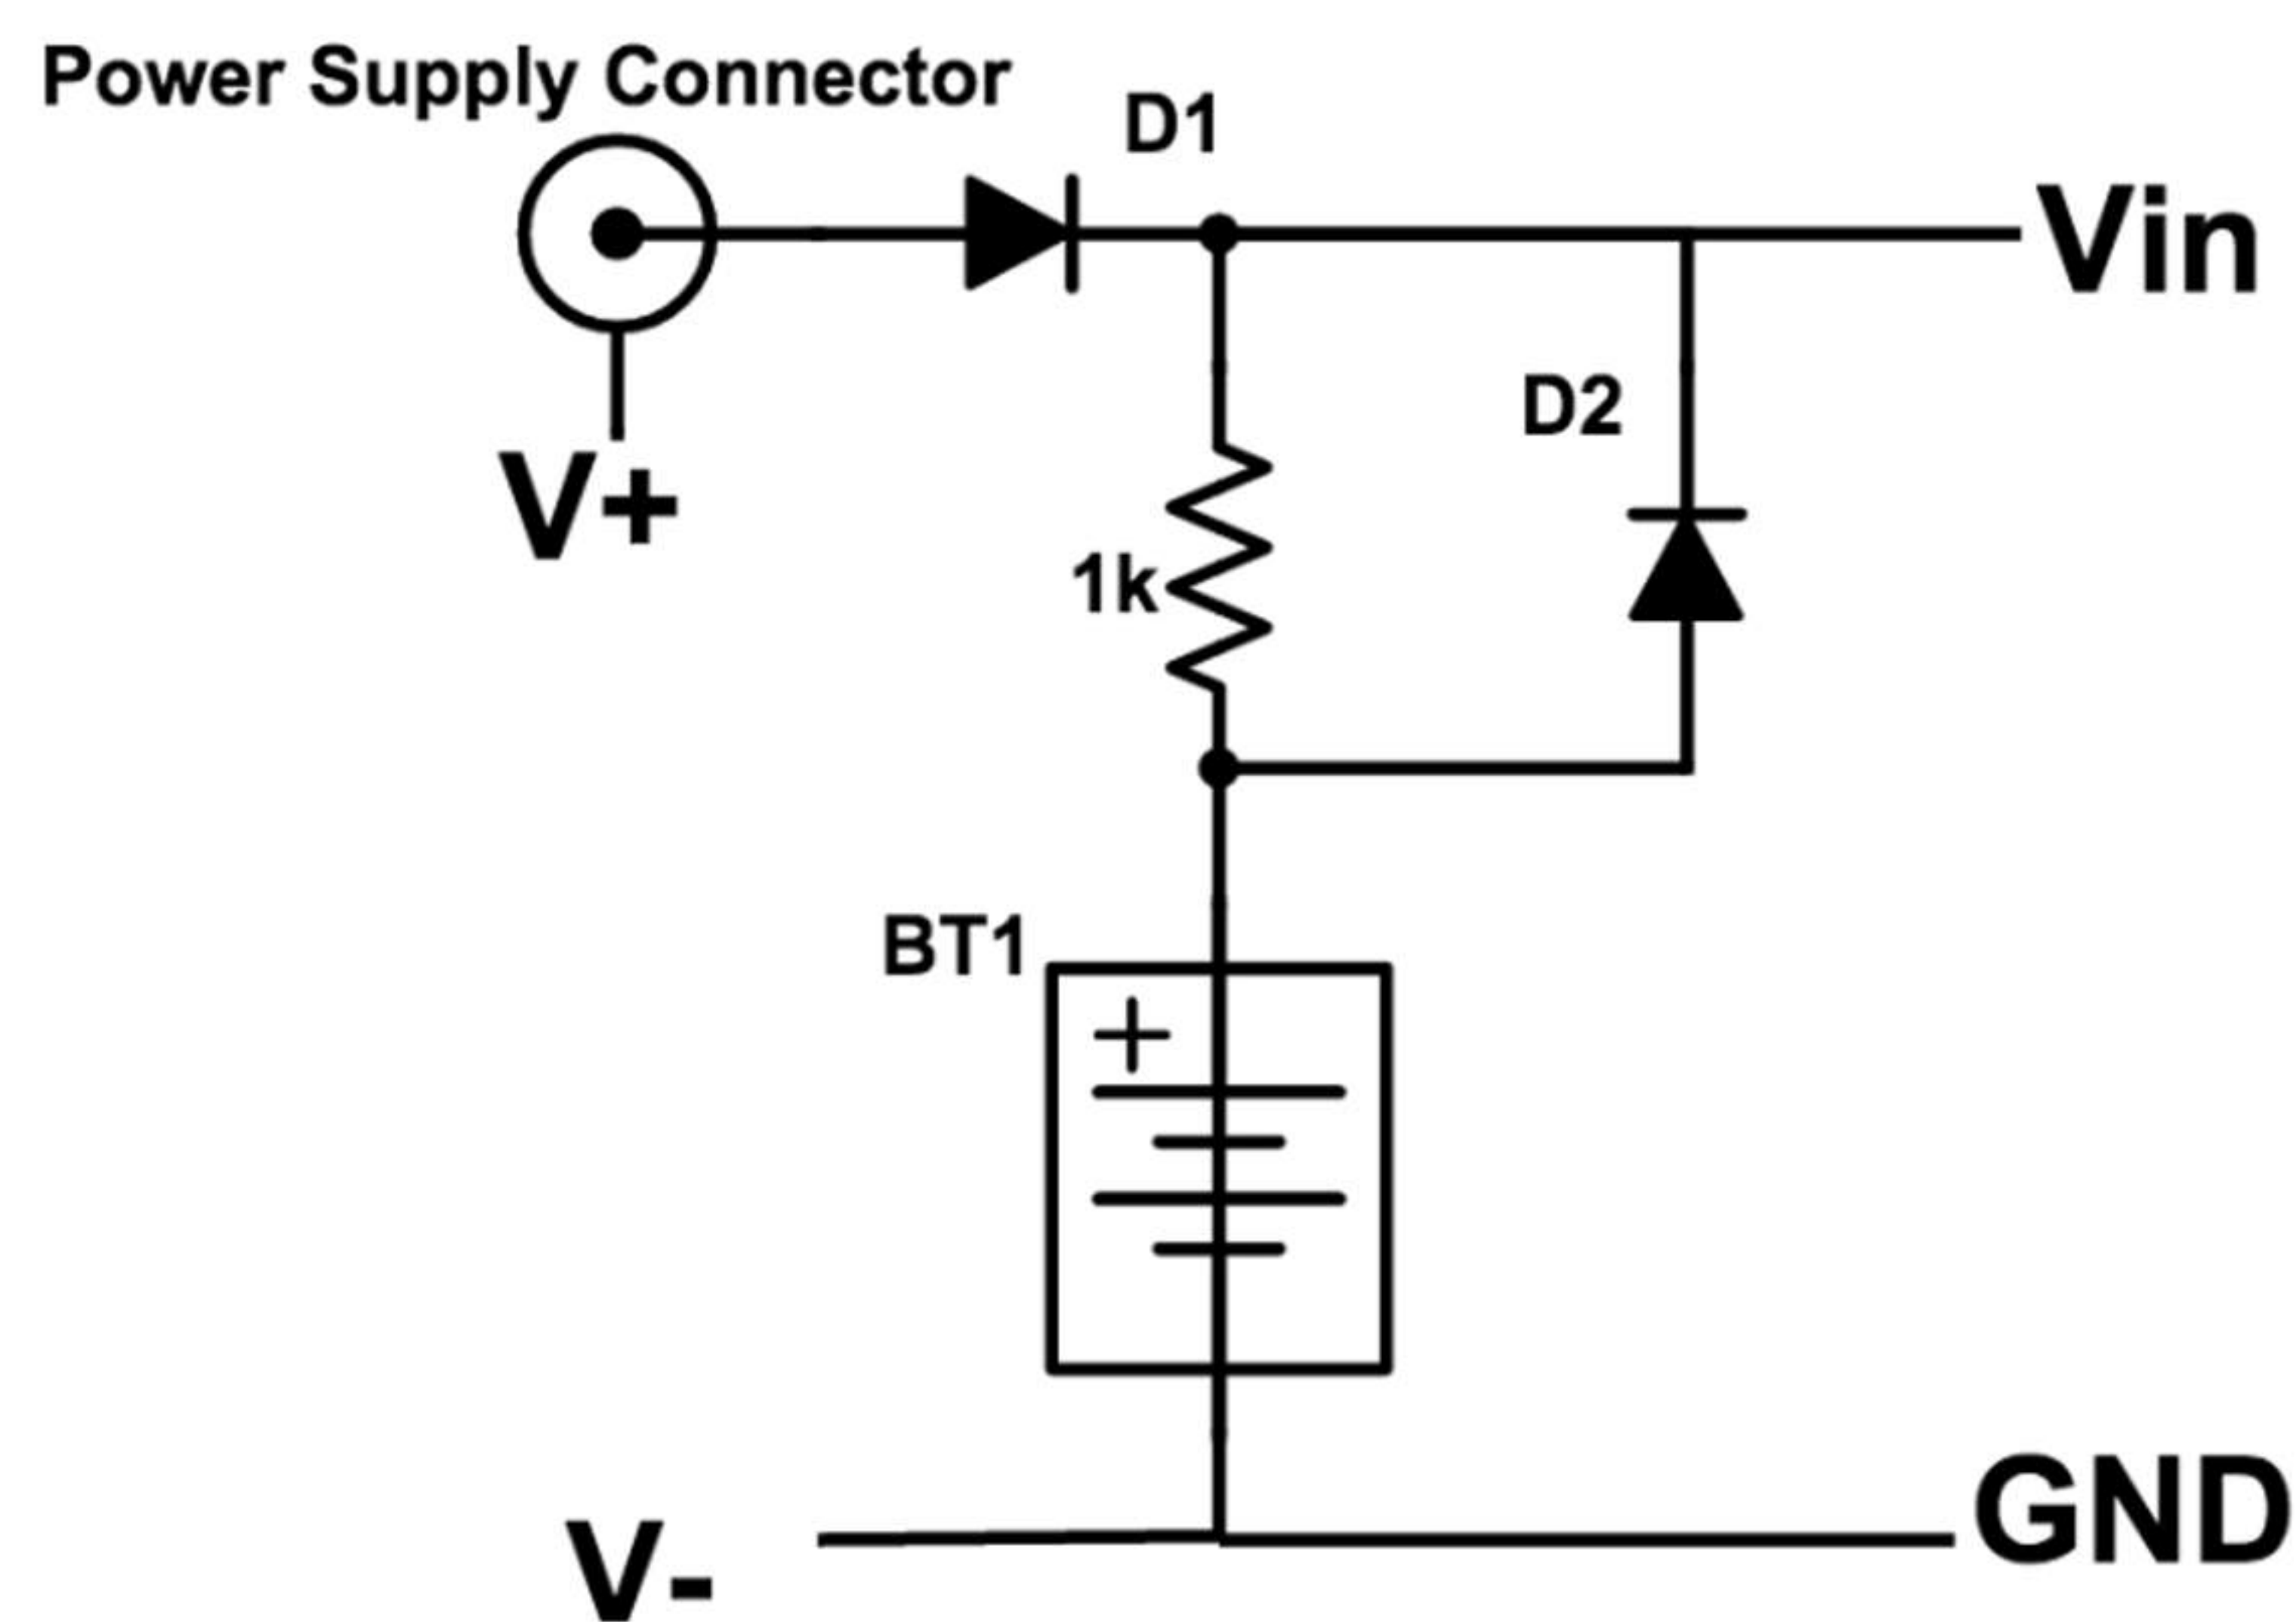 Power Supply Connector
D1
Vin
V+
D2
1k
BT1
+
V-
GND